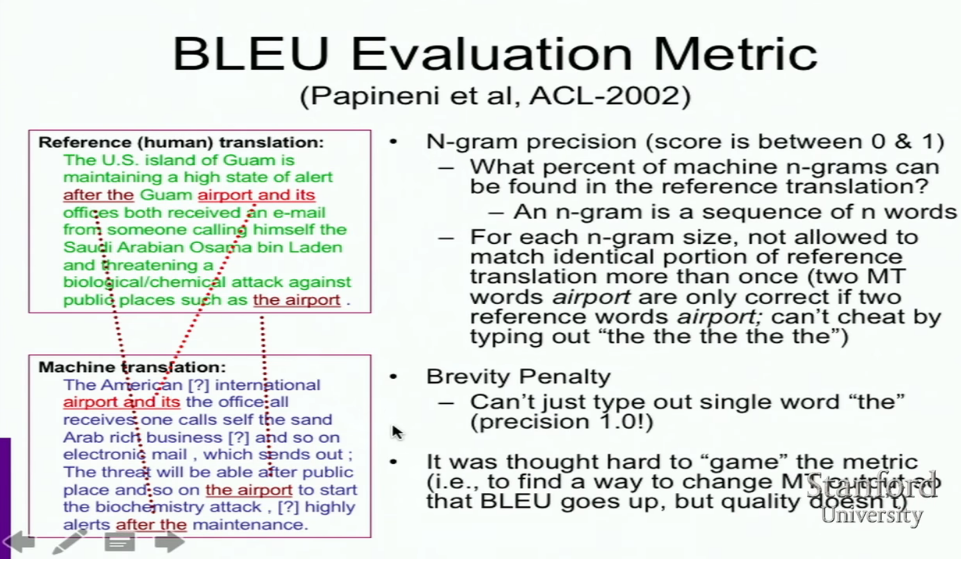 BLEU Evaluation Metric
(Papineni et al, ACL-2002)
Reference (human) translation:
The U.S. island of Guam is
maintaining a high state of alert
after the Guam airport and its
offices both received an e-mail
from someone calling himself the
Saudi Arabian Osama bin Laden
and threatening a
biological/chemical attack against
public places such as the airport .
Machine translation:
The American [?] international
airport and its the office all
receives one calls self the sand
Arab rich business [?] and so on
electronic mail , which sends out ;
The threat will be able after public
place and so on the airport to start
the biochemistry attack , [?] highly
alerts after the maintenance.
• N-gram precision (score is between 0 & 1)
– What percent of machine n-grams can
be found in the reference translation?
– An n-gram is a sequence of n words
– For each n-gram size, not allowed to
match identical portion of reference
translation more than once (two MT
words airport are only correct if two
reference words airport; can't cheat by
typing out “the the the the the”)
• Brevity Penalty
– Can't just type out single word “the”
(precision 1.0!)
• It was thought hard to “game” the metric
(i.e., to find a way to change MT output so
that BLEU goes up, but quality doesn't)
Stanford
University